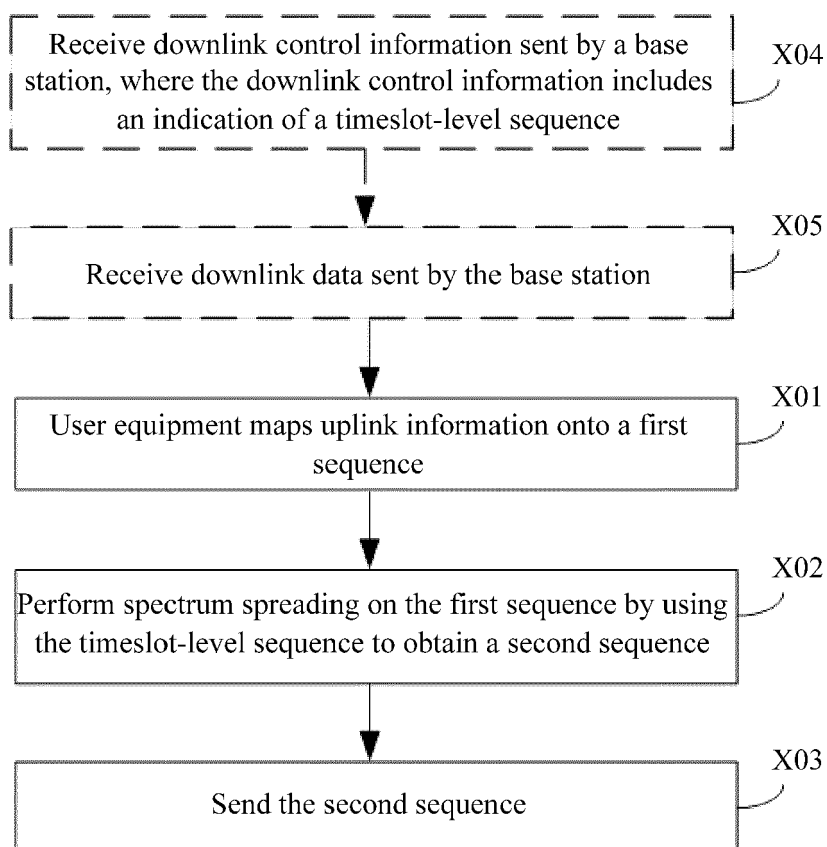 Receive downlink control information sent by a base
station, where the downlink control information includes
an indication of a timeslot-level sequence
X04
Receive downlink data sent by the base station
X05
User equipment maps uplink information onto a first
sequence
X01
Perform spectrum spreading on the first sequence by using
the timeslot-level sequence to obtain a second sequence
X02
Send the second sequence
X03